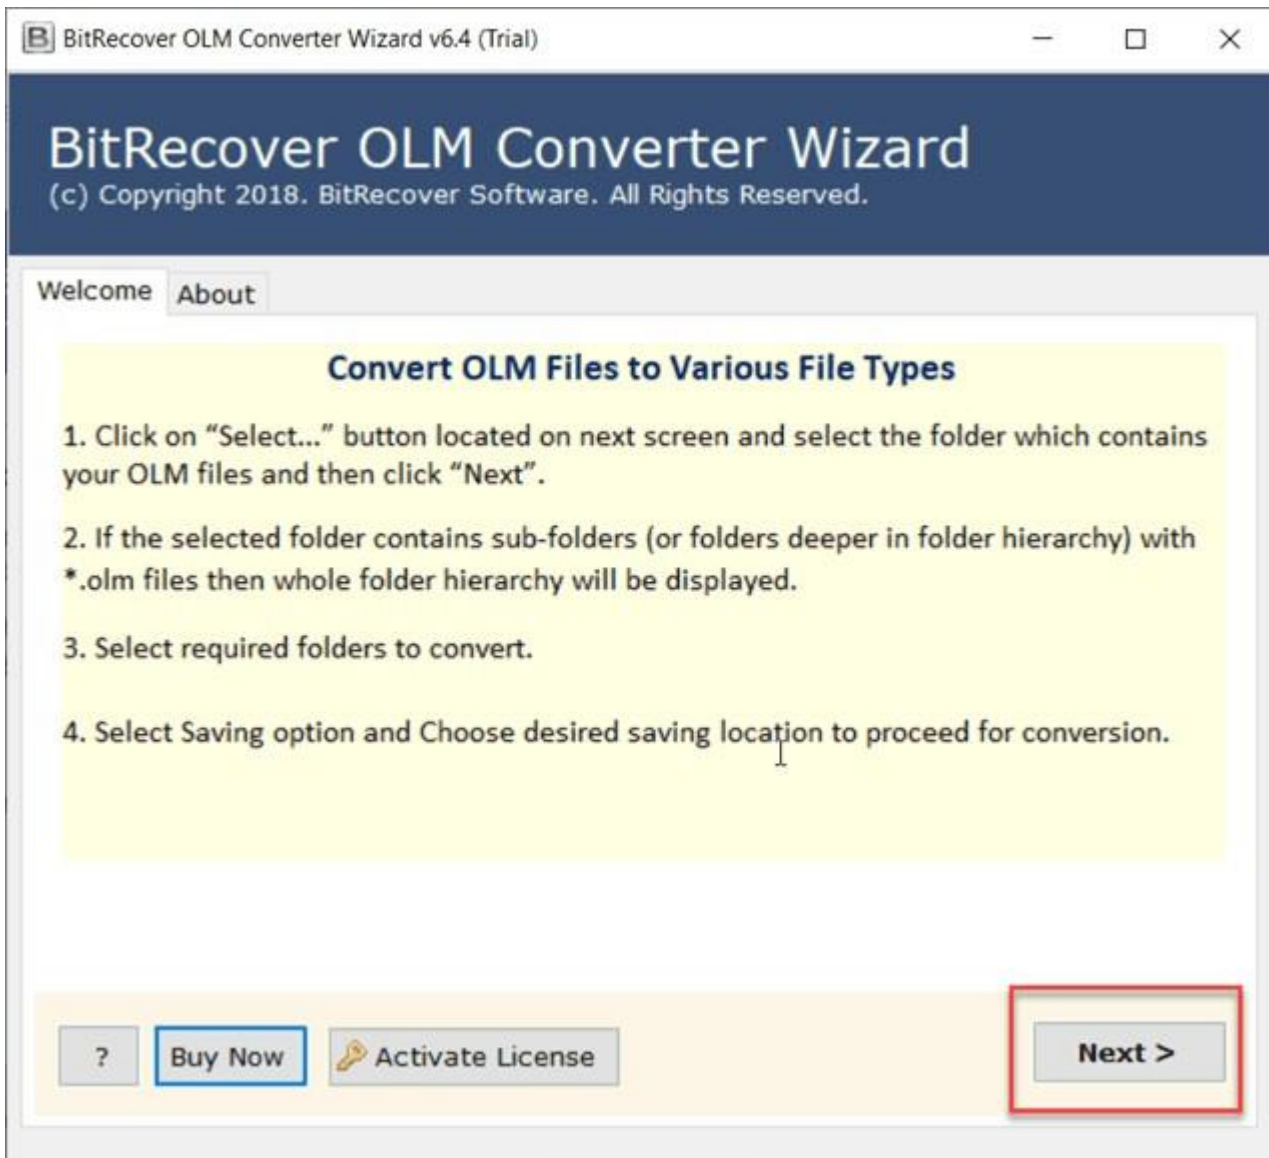 BitRecover OLM Converter Wizard v6.4 (Trial)
BitRecover OLM Converter Wizard
(c) Copyright 2018. BitRecover Software. All Rights Reserved.
Welcome
About
Convert OLM Files to Various File Types
1. Click on “Select...” button located on next screen and select the folder which contains
your OLM files and then click “Next”.
2. If the selected folder contains sub-folders (or folders deeper in folder hierarchy) with
*.olm files then whole folder hierarchy will be displayed.
3. Select required folders to convert.
4. Select Saving option and Choose desired saving location to proceed for conversion.
?
Buy Now
Activate License
Next >